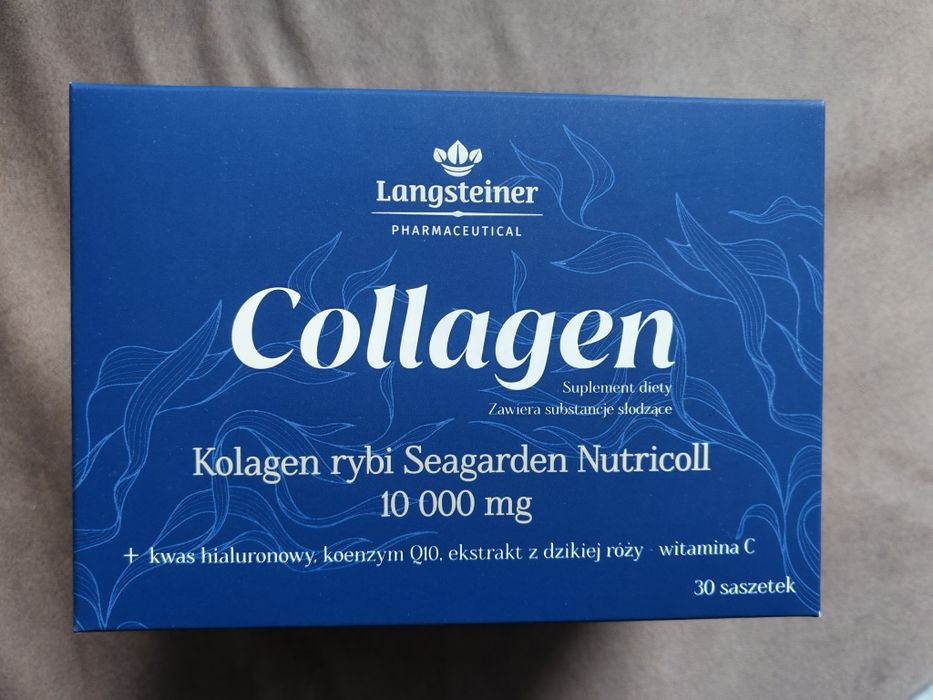 Langsteiner
PHARMACEUTICAL
Collagen
Suplement diety
Zawiera substancje słodzące
Kolagen rybi Seagarden Nutricoll
10 000 mg
+ kwas hialuronowy, koenzym Q10, ekstrakt z dzikiej róży - witamina C
30 saszetek